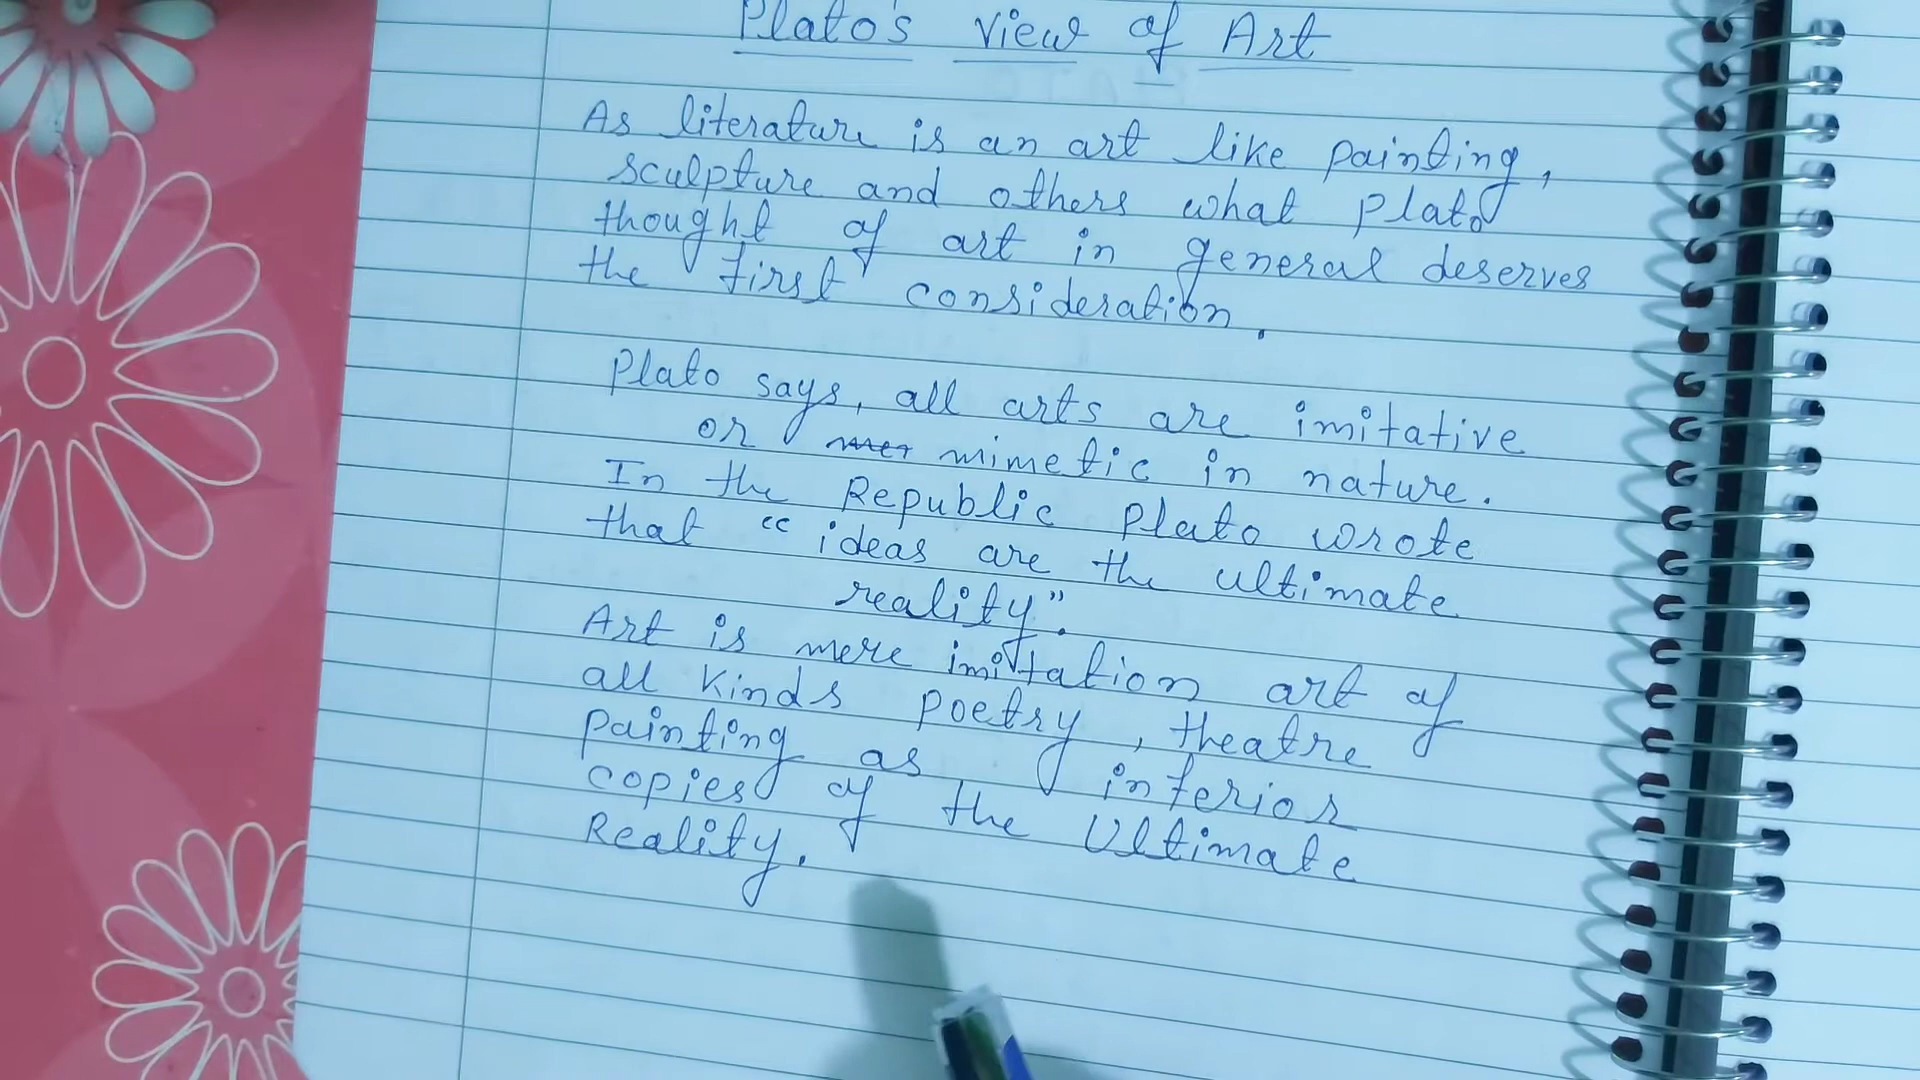 Plato's view of Art
As literature is an art like painting,
sculpture and others what Plato
thought of art in general deserves
the first consideration.
Plato says, all arts are imitative
or mimetic in nature.
In the Republic Plato wrote
that "ideas are the ultimate
reality".
Art is mere imitation art of
all kinds poetry, theatre
painting as inferior
copies of the Ultimate
Reality.